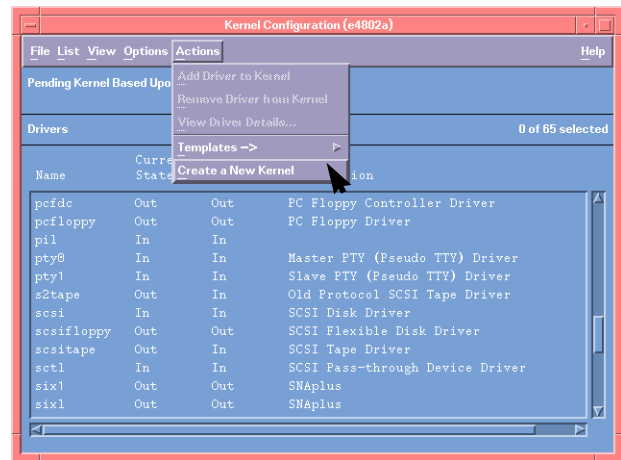 Kernel Configuration (e4802a)
File List View Options Actions Help
Add Driver to Kernel
Pending Kernel Based Upo
Remove Driver from Kernel
View Driver Details...
Drivers 0 of 65 selected
Templates —>
Curre
Create a New Kernel
Name State ion
pcfdc Out Out PC Floppy Controller Driver
pcfloppy Out Out PC Floppy Driver
pil In In
pty0 In In Master PTY (Pseudo TTY) Driver
pty1 In In Slave PTY (Pseudo TTY) Driver
s2tape Out In Old Protocol SCSI Tape Driver
scsi In In SCSI Disk Driver
scsifloppy Out Out SCSI Flexible Disk Driver
scsitape Out In SCSI Tape Driver
sctl In In SCSI Pass-through Device Driver
six1 Out Out SNAplus
sixl Out Out SNAplus